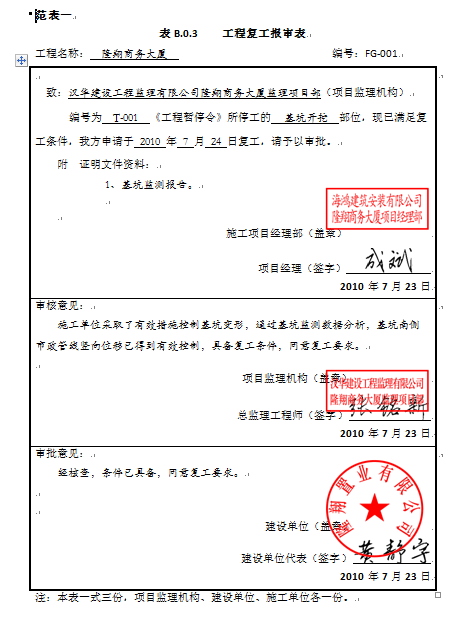 范表一
表 B.0.3 工程复工报审表
工程名称： 隆翔商务大厦 编号：FG-001
致：汉华建设工程监理有限公司隆翔商务大厦监理项目部（项目监理机构）
编号为 T-001 《工程暂停令》所停工的 基坑开挖 部位，现已满足复
工条件，我方申请于 2010 年 7 月 24 日复工，请予以审批。
附 证明文件资料：
1、基坑监测报告。
海鸿建筑安装有限公司
隆翔商务大厦项目经理部
施工项目经理部（盖章）
项目经理（签字） 成斌
2010 年 7 月 23 日
审核意见：
施工单位采取了有效措施控制基坑变形，通过基坑监测数据分析，基坑南侧
市政管线竖向位移已得到有效控制，具备复工条件，同意复工要求。
项目监理机构（盖章）
汉华建设工程监理有限公司
隆翔商务大厦监理项目部
总监理工程师（签字） 张铭新
2010 年 7 月 23 日
审批意见：
经核查，条件已具备，同意复工要求。
隆翔置业有限公司
建设单位（盖章）
建设单位代表（签字） 黄静宇
2010 年 7 月 23 日
注：本表一式三份，项目监理机构、建设单位、施工单位各一份。